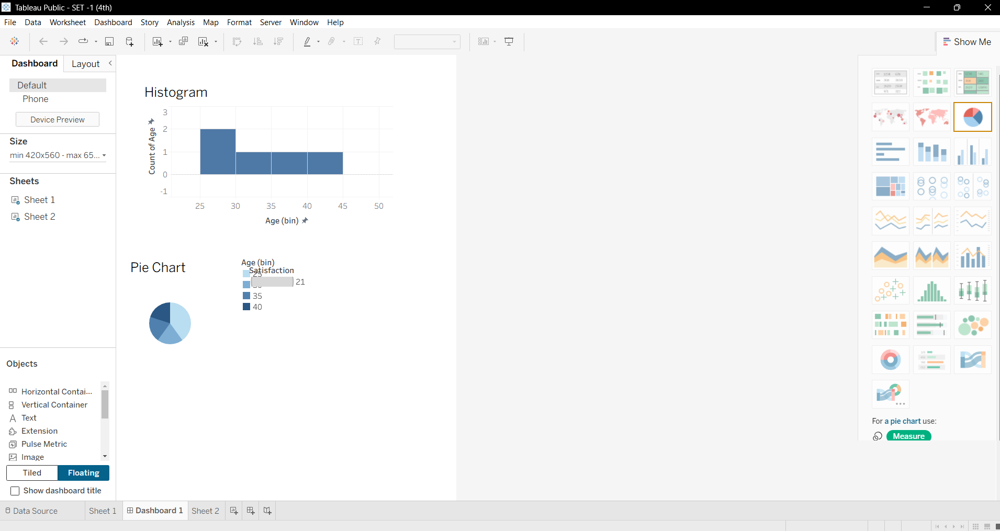 Tableau Public - SET -1 (4th)
File Data Worksheet Dashboard Story Analysis Map Format Server Window Help
Show Me
Dashboard Layout
Default
Phone
Device Preview
Size
min 420x560 - max 65...
Sheets
Sheet 1
Sheet 2
Objects
Horizontal Contai...
Vertical Container
Text
Extension
Pulse Metric
Image
Tiled Floating
Show dashboard title
Histogram
Count of Age
3
2
1
0
-1
25 30 35 40 45 50
Age (bin)
Pie Chart
Age (bin)
Satisfaction
25
21
35
40
For a pie chart use:
Measure
Data Source Sheet 1 Dashboard 1 Sheet 2